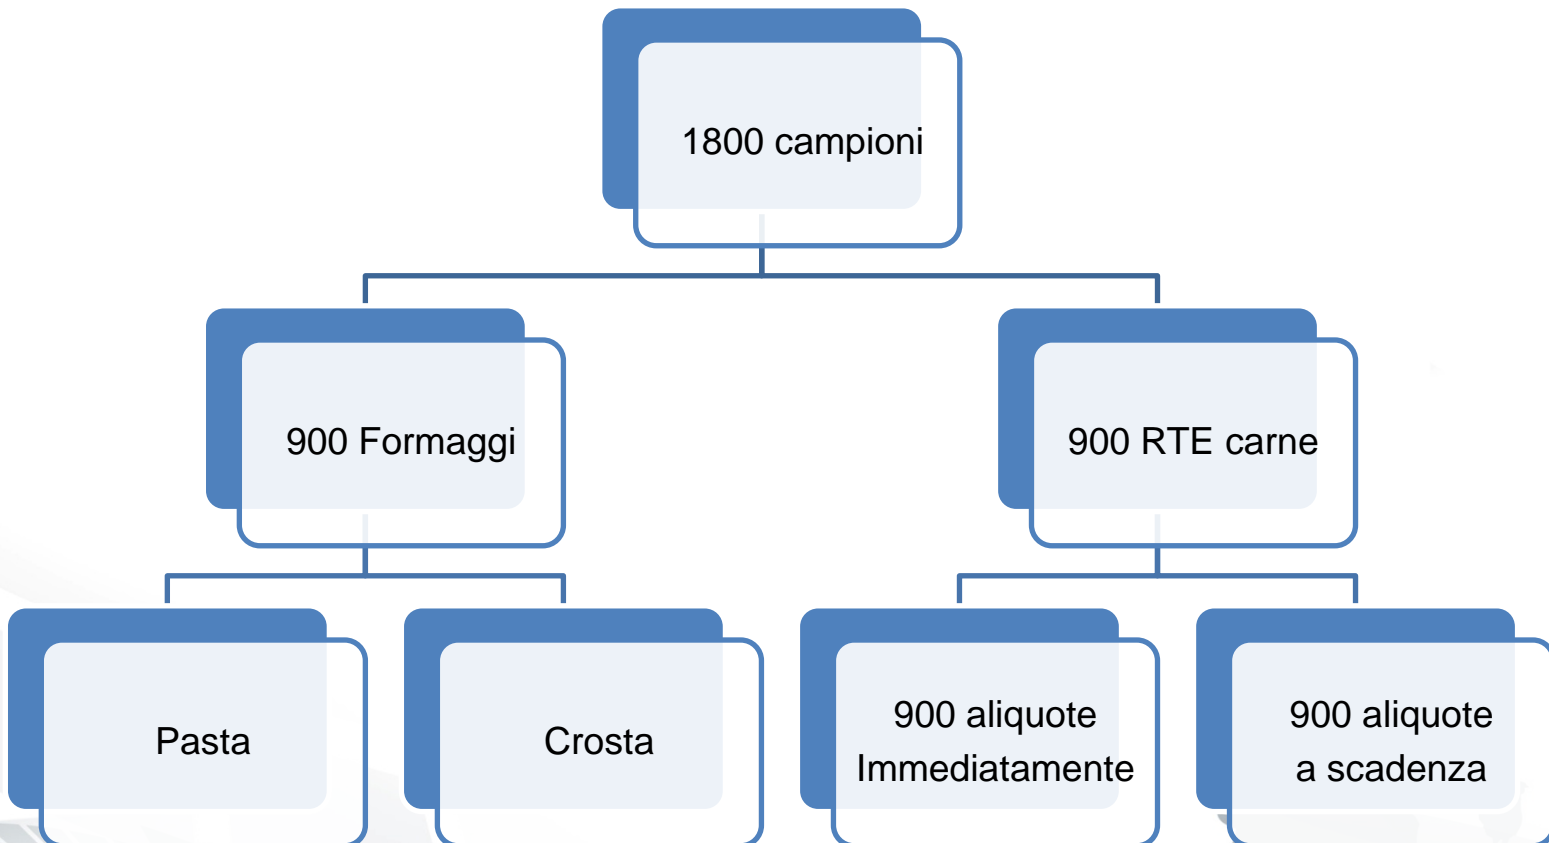 1800 campioni
900 Formaggi
900 RTE carne
Pasta
Crosta
900 aliquote
Immediatamente
900 aliquote
a scadenza